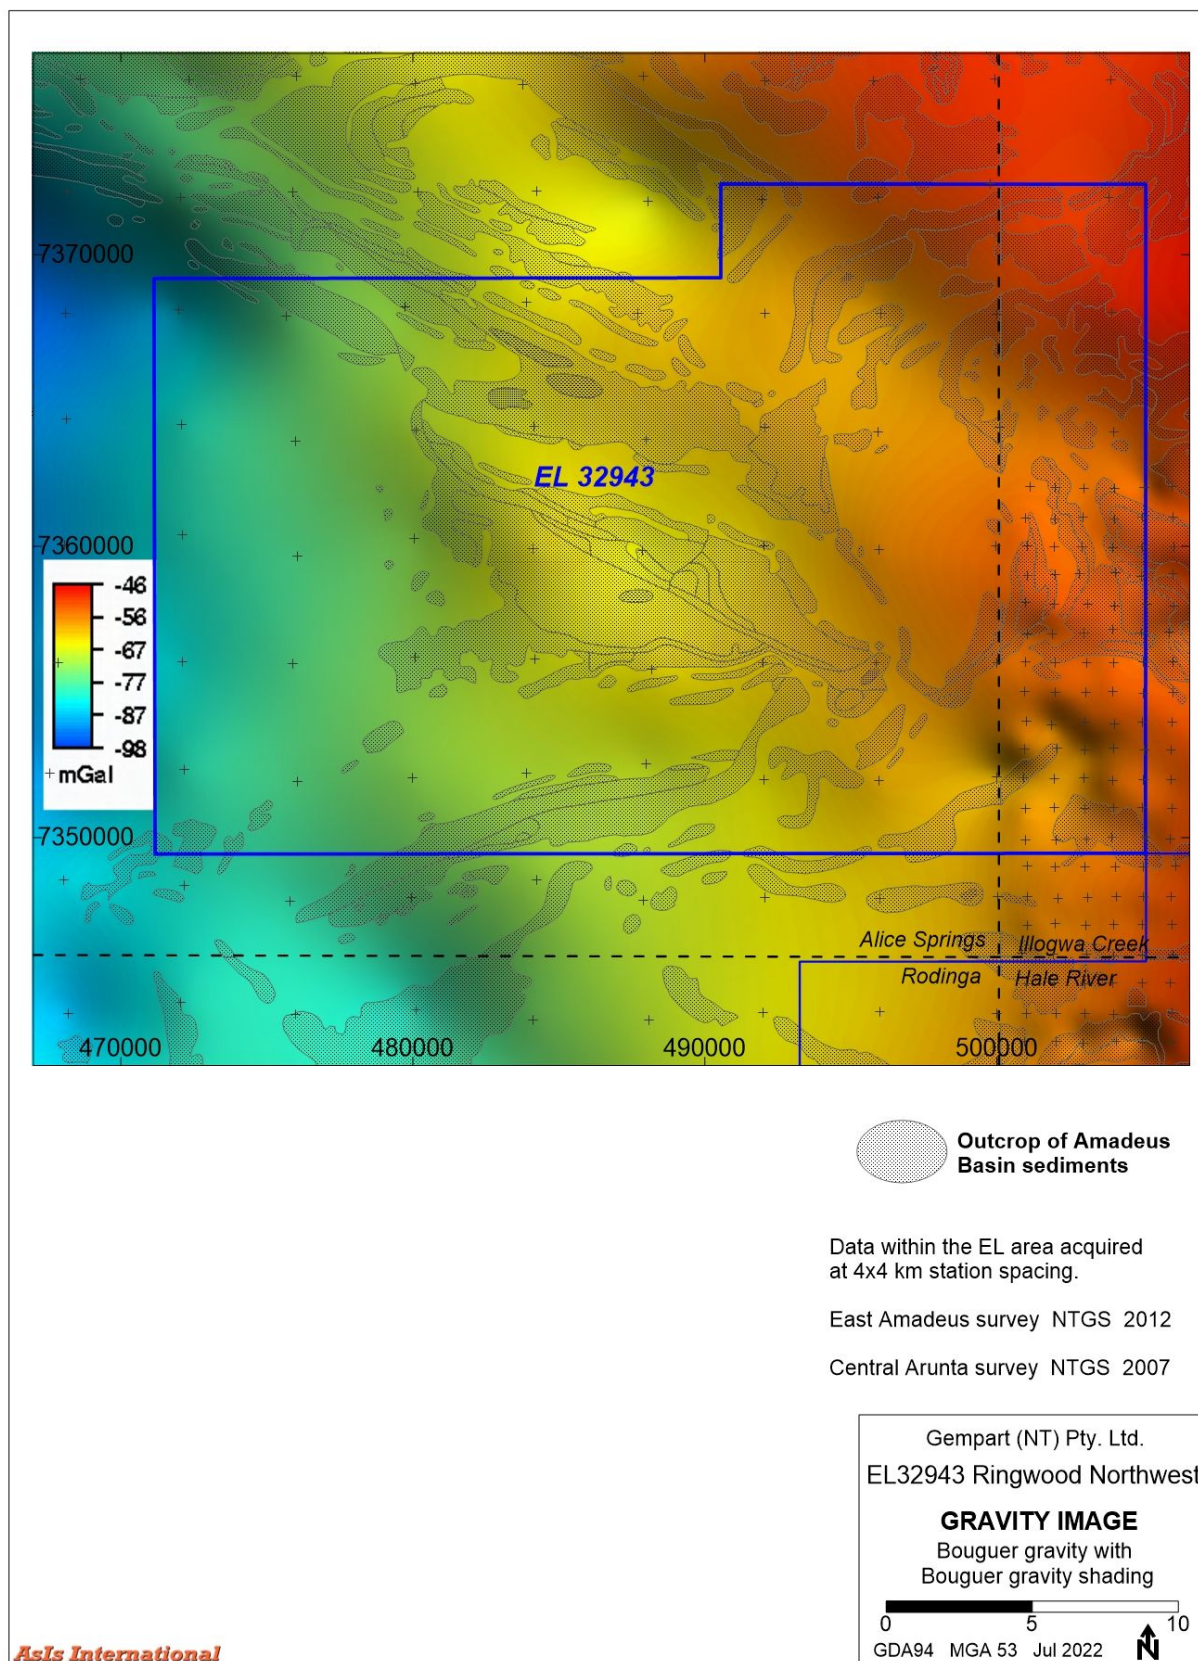 7370000
EL 32943
7360000
-46
-56
-67
-77
-87
-98
mGal
7350000
Alice Springs
Illogwa Creek
Rodinga
Hale River
470000
480000
490000
500000
Outcrop of Amadeus
Basin sediments
Data within the EL area acquired
at 4x4 km station spacing.
East Amadeus survey NTGS 2012
Central Arunta survey NTGS 2007
Gempart (NT) Pty. Ltd.
EL32943 Ringwood Northwest
GRAVITY IMAGE
Bouguer gravity with
Bouguer gravity shading
0 5 10
GDA94 MGA 53 Jul 2022
N
AsIs International